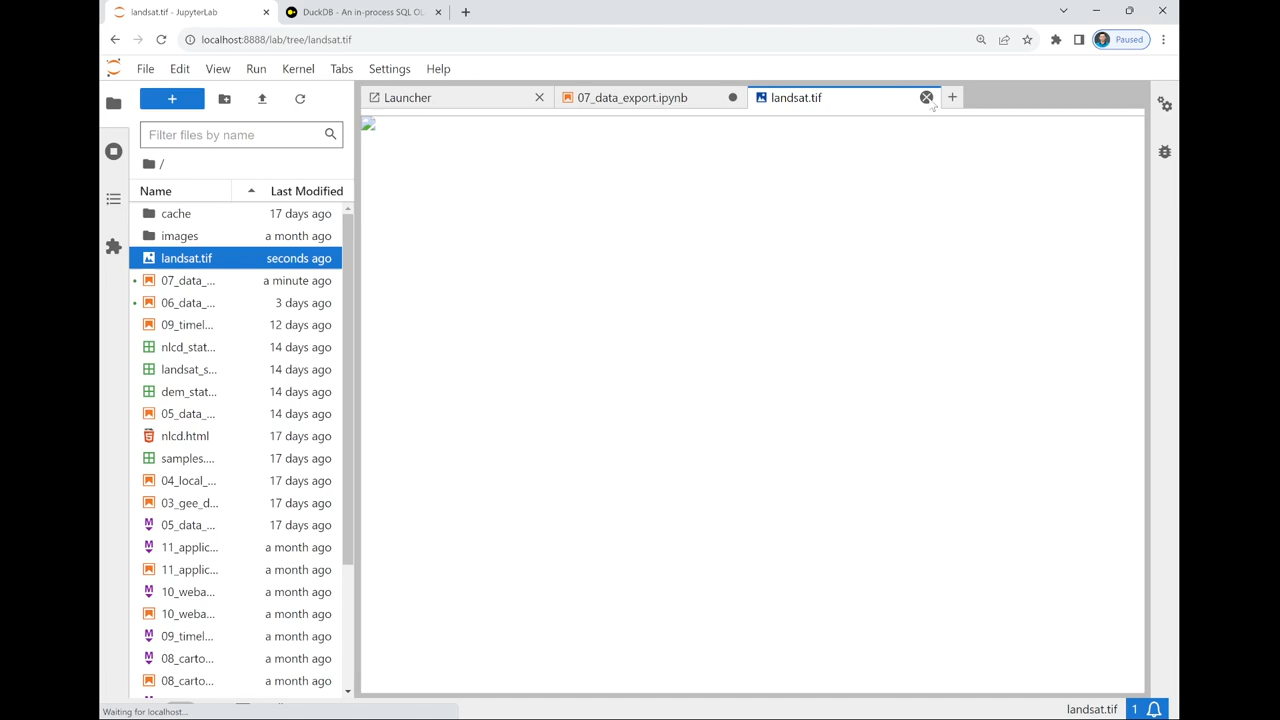 landsat.tif - JupyterLab
DuckDB - An in-process SQL OL
localhost:8888/lab/tree/landsat.tif
Paused
File Edit View Run Kernel Tabs Settings Help
Launcher
07_data_export.ipynb
landsat.tif
Filter files by name
/
Name Last Modified
cache 17 days ago
images a month ago
landsat.tif seconds ago
07_data_... a minute ago
06_data_... 3 days ago
09_timel... 12 days ago
nlcd_stat... 14 days ago
landsat_s... 14 days ago
dem_stat... 14 days ago
05_data_... 14 days ago
nlcd.html 17 days ago
samples.... 17 days ago
04_local_... 17 days ago
03_gee_d... 17 days ago
05_data_... 17 days ago
11_applic... a month ago
11_applic... a month ago
10_weba... a month ago
10_weba... a month ago
09_timel... a month ago
08_carto... a month ago
08_carto... a month ago
Waiting for localhost...
landsat.tif 1